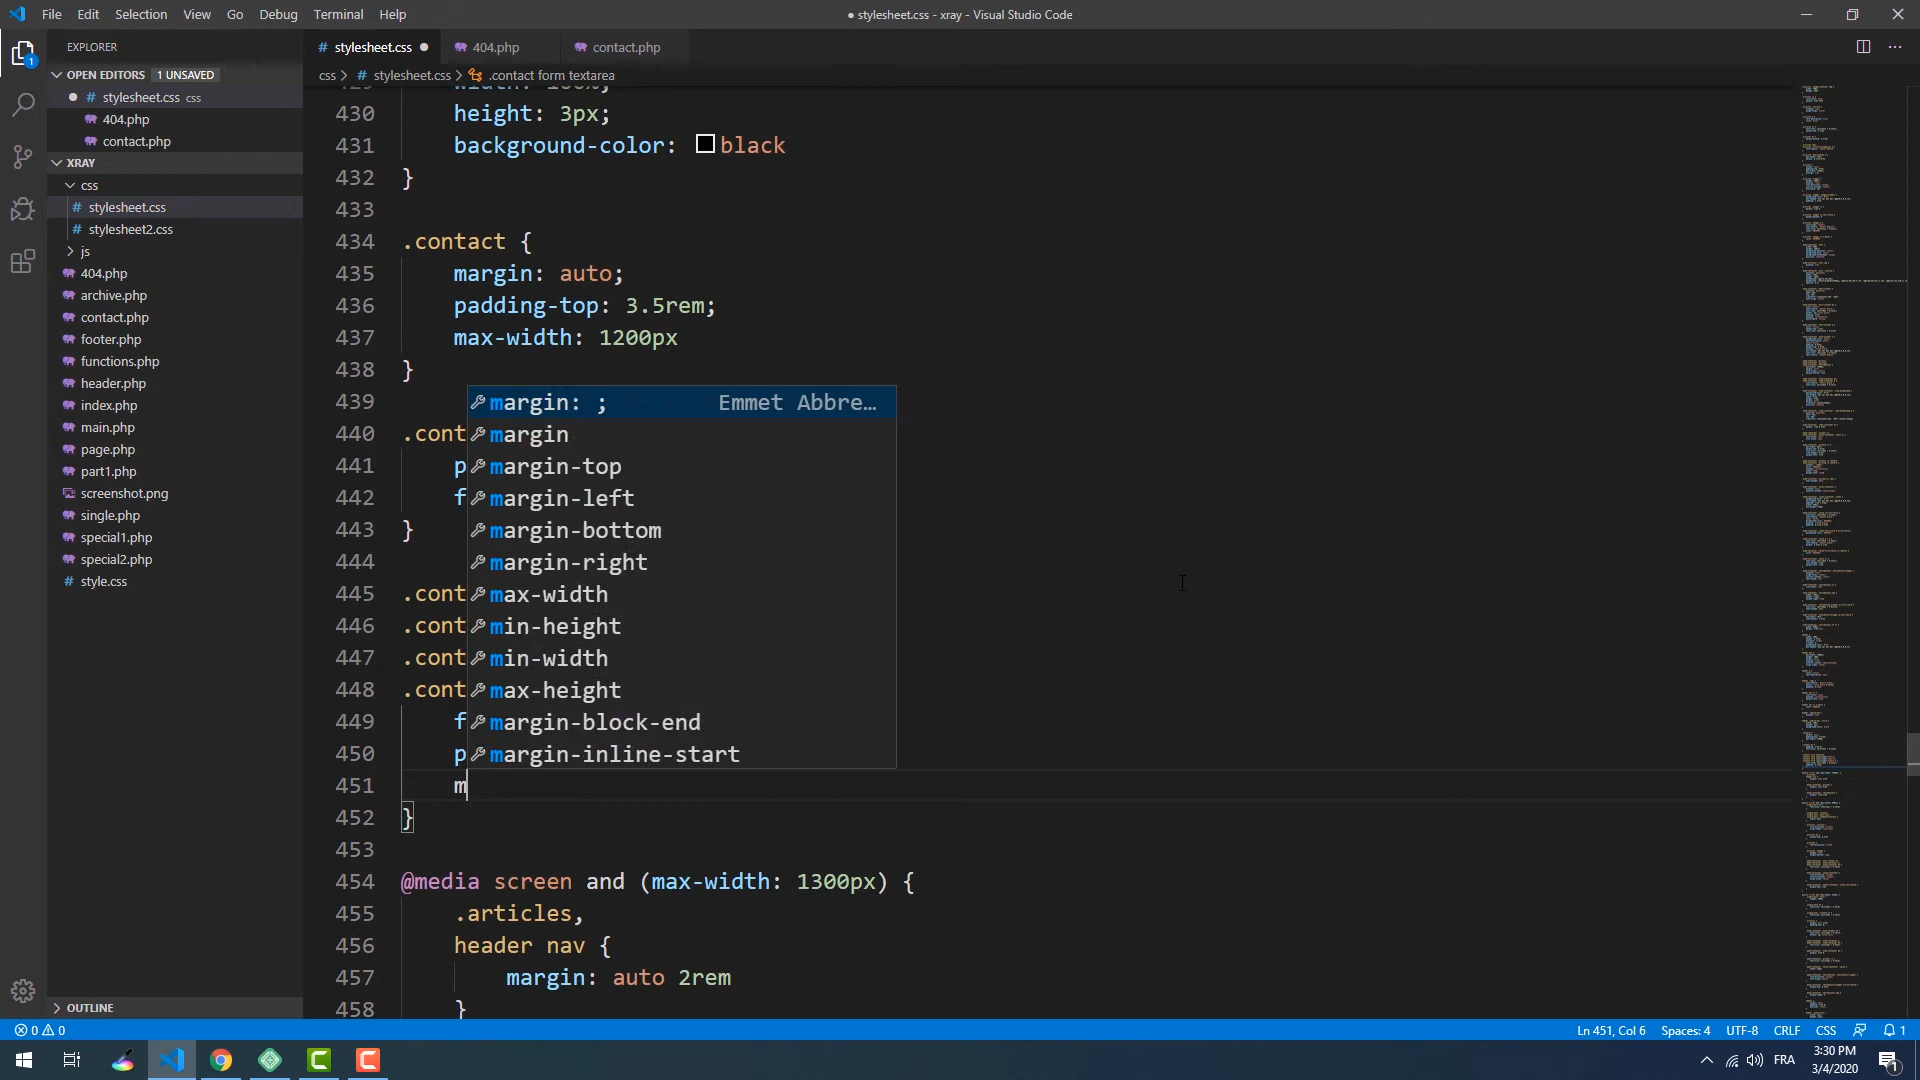 File Edit Selection View Go Debug Terminal Help
● stylesheet.css - xray - Visual Studio Code
EXPLORER
OPEN EDITORS 1 UNSAVED
# stylesheet.css css
404.php
contact.php
XRAY
css
# stylesheet.css
# stylesheet2.css
js
404.php
archive.php
contact.php
footer.php
functions.php
header.php
index.php
main.php
page.php
part1.php
screenshot.png
single.php
special1.php
special2.php
# style.css
OUTLINE
# stylesheet.css ● 404.php contact.php
css > # stylesheet.css > .contact form textarea
430 height: 3px;
431 background-color: black
432 }
433
434 .contact {
435 margin: auto;
436 padding-top: 3.5rem;
437 max-width: 1200px
438 }
439
440 .cont
441 p
442 f
443 }
444
445 .cont
446 .cont
447 .cont
448 .cont
449 f
450 p
451 m
452 }
453
454 @media screen and (max-width: 1300px) {
455 .articles,
456 header nav {
457 margin: auto 2rem
458 }
margin: ; Emmet Abbre…
margin
margin-top
margin-left
margin-bottom
margin-right
max-width
min-height
min-width
max-height
margin-block-end
margin-inline-start
0 0
Ln 451, Col 6 Spaces: 4 UTF-8 CRLF CSS 1
FRA
3:30 PM
3/4/2020
1